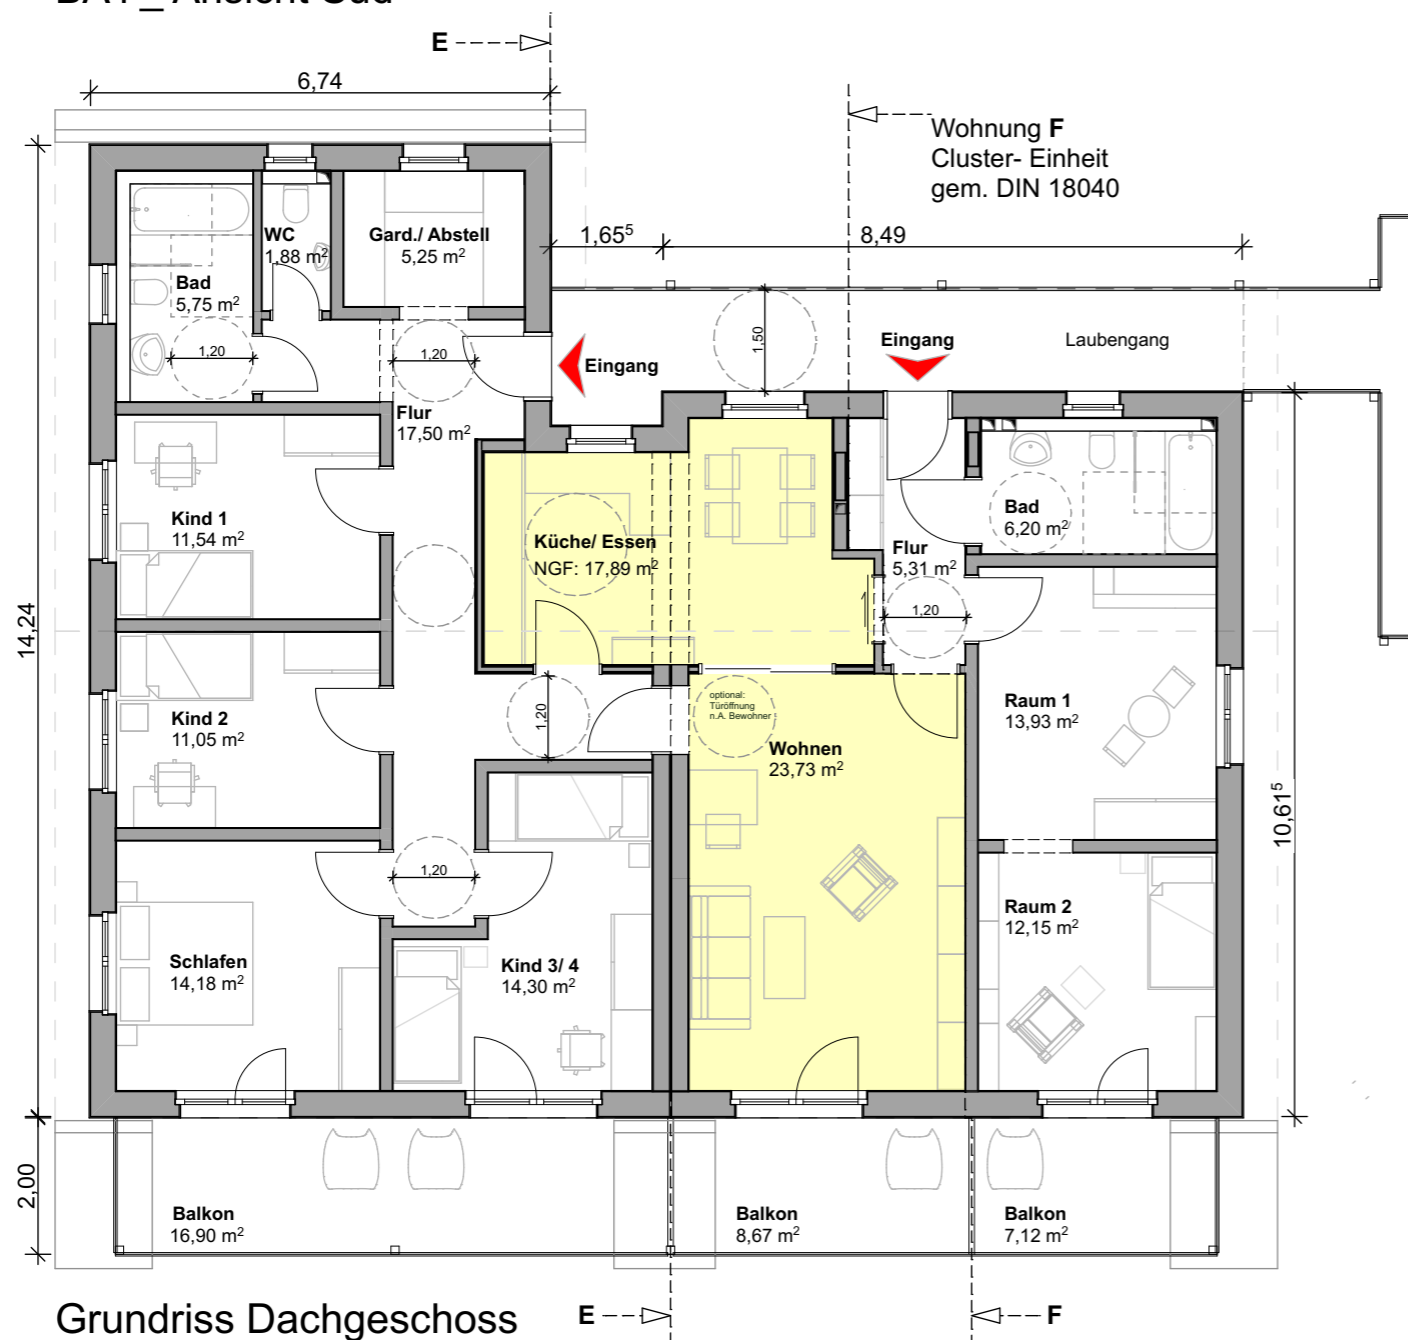 E
6,74
Wohnung F
Cluster- Einheit
gem. DIN 18040
1,65⁵
8,49
WC
1,88 m²
Gard./ Abstell
5,25 m²
Bad
5,75 m²
1,20
1,20
1,50
Eingang
Eingang
Laubengang
Flur
17,50 m²
Kind 1
11,54 m²
Küche/ Essen
NGF: 17,89 m²
Bad
6,20 m²
Flur
5,31 m²
1,20
14,24
Kind 2
11,05 m²
1,20
optional:
Türöffnung
n.A. Bewohner
Wohnen
23,73 m²
Raum 1
13,93 m²
10,61⁵
1,20
Schlafen
14,18 m²
Kind 3/ 4
14,30 m²
Raum 2
12,15 m²
2,00
Balkon
16,90 m²
Balkon
8,67 m²
Balkon
7,12 m²
Grundriss Dachgeschoss
E
F